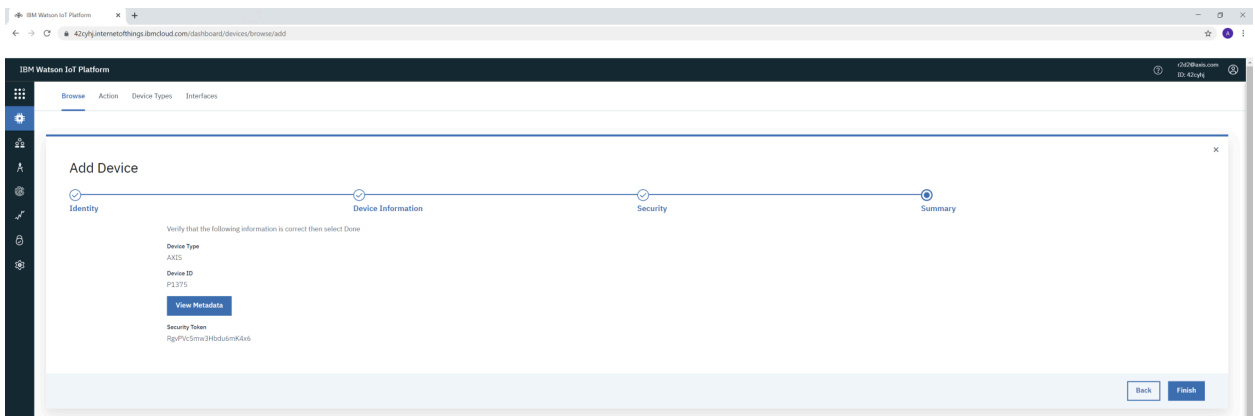 IBM Watson IoT Platform
42cyhj.internetofthings.ibmcloud.com/dashboard/devices/browse/add
A
IBM Watson IoT Platform
r2d2@axis.com
ID: 42cyhj
Browse Action Device Types Interfaces
Add Device
Identity Device Information Security Summary
Verify that the following information is correct then select Done
Device Type
AXIS
Device ID
P1375
View Metadata
Security Token
RgvPVc5mw3Hbdu6mK4x6
Back Finish